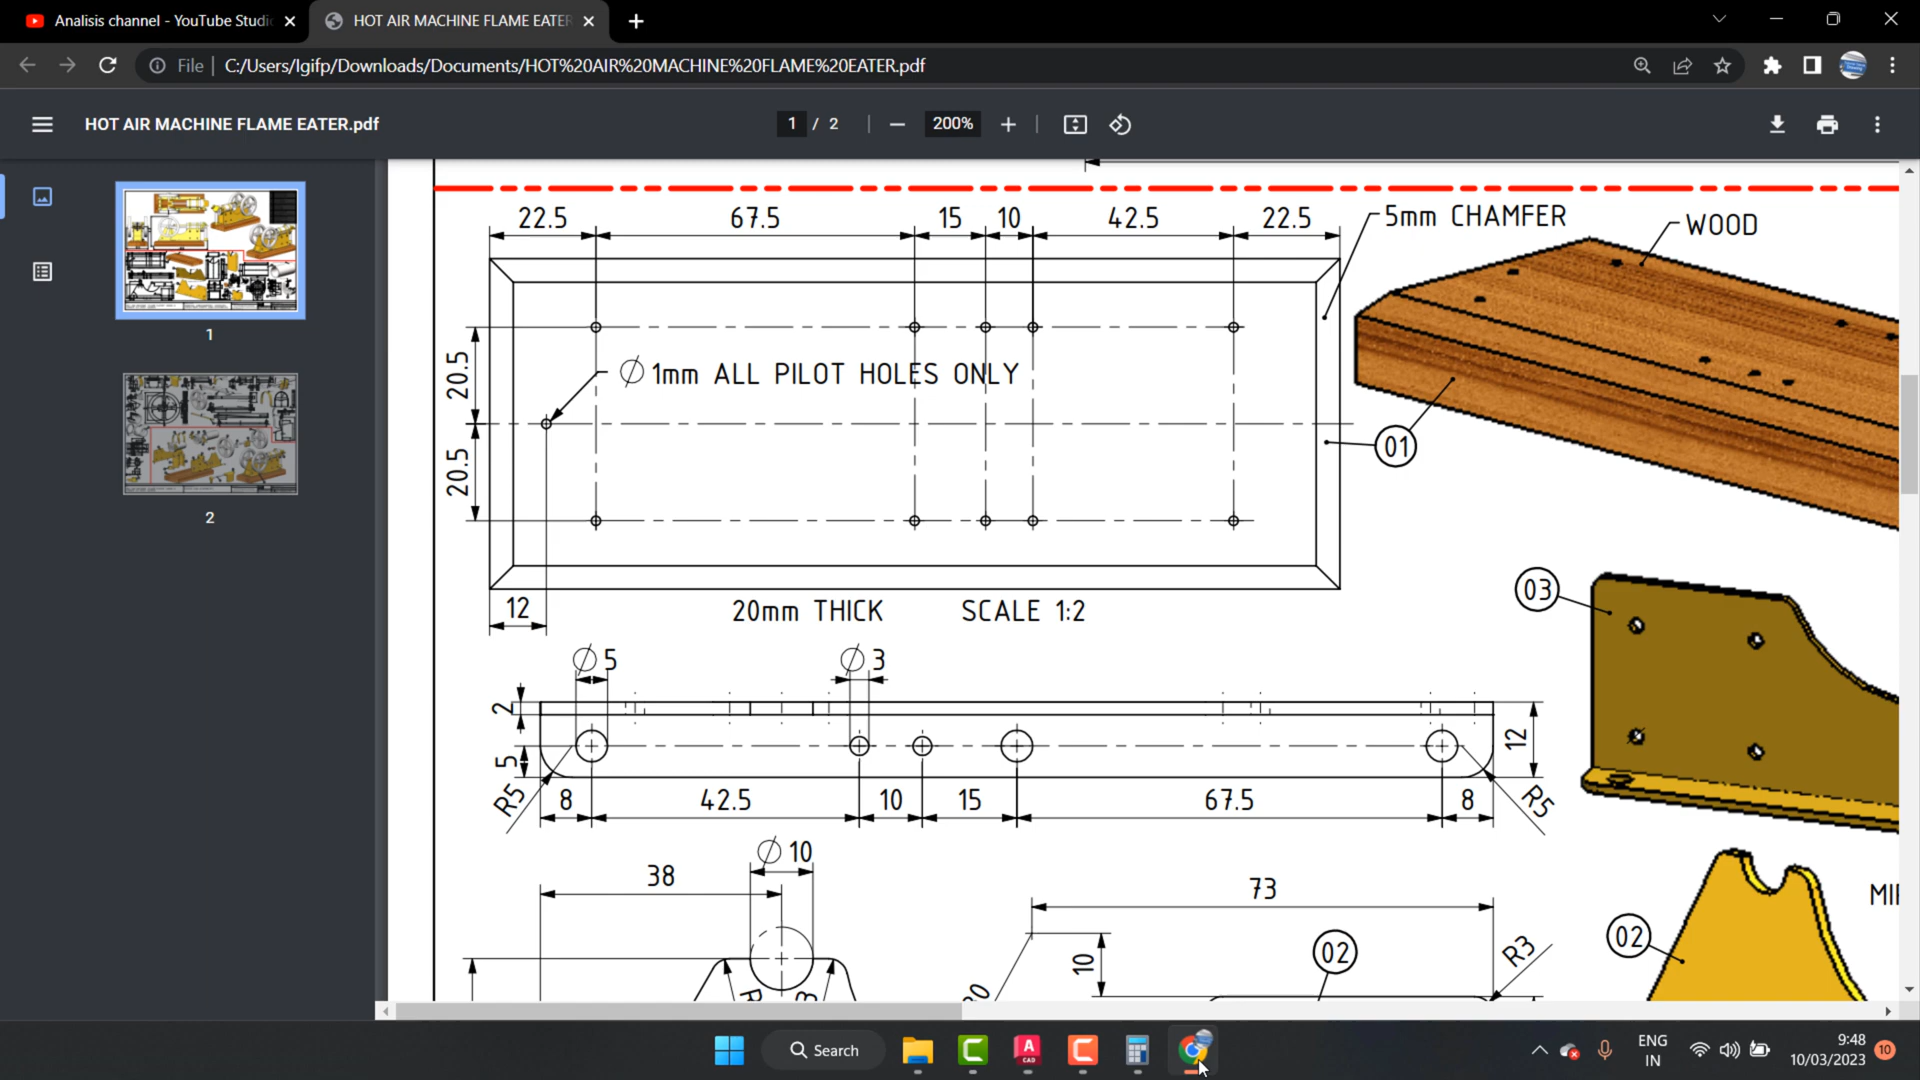 Analisis channel - YouTube Studi
HOT AIR MACHINE FLAME EATER
File
C:/Users/Igifp/Downloads/Documents/HOT%20AIR%20MACHINE%20FLAME%20EATER.pdf
HOT AIR MACHINE FLAME EATER.pdf
1 / 2
200%
1
2
22.5 67.5 15 10 42.5 22.5
5mm CHAMFER
WOOD
20.5
Ø 1mm ALL PILOT HOLES ONLY
20.5
01
12
20mm THICK SCALE 1:2
03
Ø 5
Ø 3
2
5
12
R5
8 42.5 10 15 67.5 8
R5
Ø 10
38
73
10
02
R3
02
Search
ENG
IN
9:48
10/03/2023
10